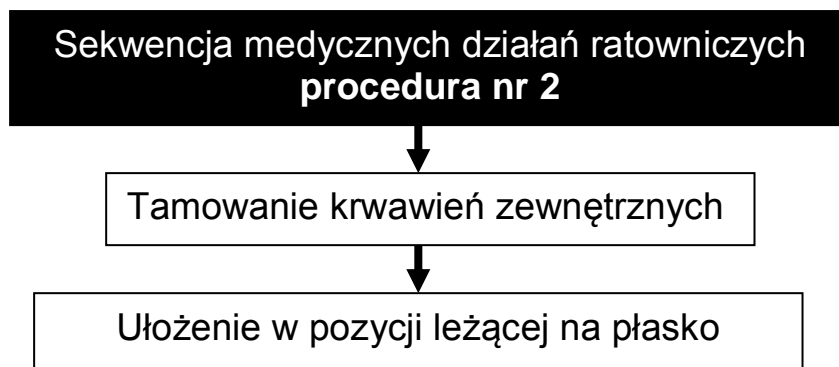 Sekwencja medycznych działań ratowniczych
procedura nr 2
Tamowanie krwawień zewnętrznych
Ułożenie w pozycji leżącej na płasko